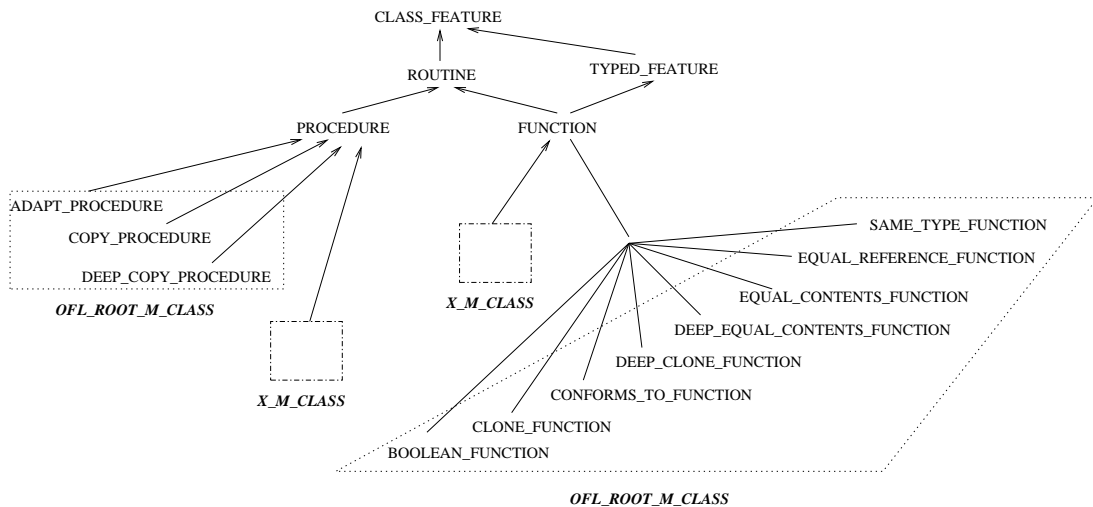 CLASS_FEATURE
ROUTINE
TYPED_FEATURE
PROCEDURE
FUNCTION
ADAPT_PROCEDURE
COPY_PROCEDURE
DEEP_COPY_PROCEDURE
OFL_ROOT_M_CLASS
X_M_CLASS
X_M_CLASS
SAME_TYPE_FUNCTION
EQUAL_REFERENCE_FUNCTION
EQUAL_CONTENTS_FUNCTION
DEEP_EQUAL_CONTENTS_FUNCTION
DEEP_CLONE_FUNCTION
CONFORMS_TO_FUNCTION
CLONE_FUNCTION
BOOLEAN_FUNCTION
OFL_ROOT_M_CLASS